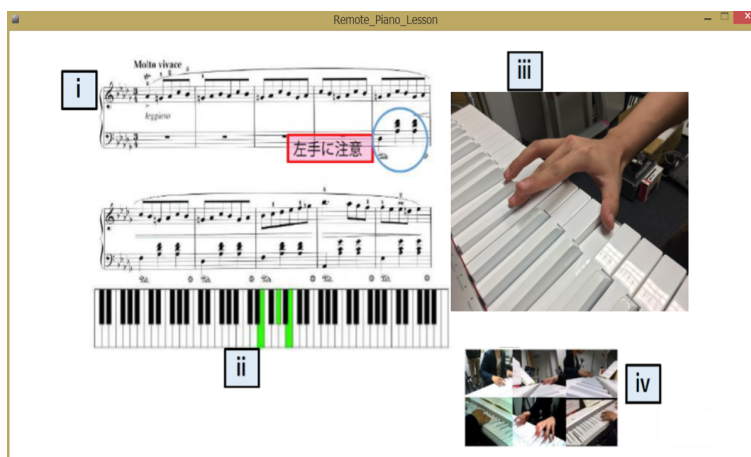 Remote_Piano_Lesson
i
Molto vivace
leggiero
左手に注意
ii
iii
iv